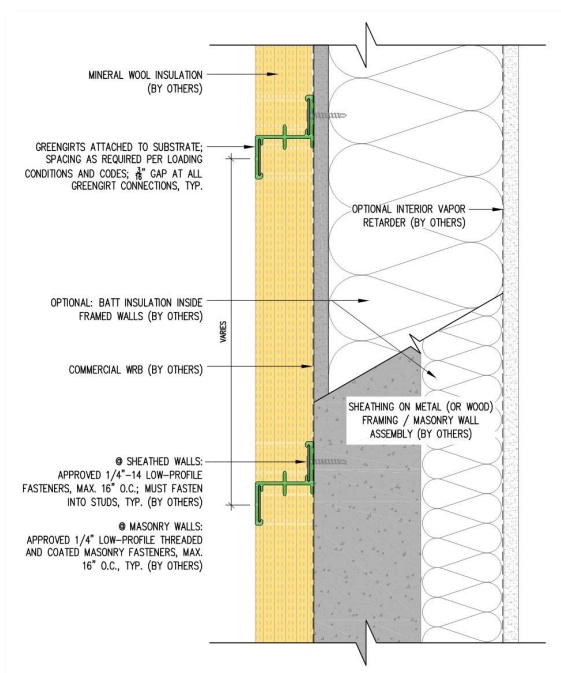 MINERAL WOOL INSULATION
(BY OTHERS)
GREENGIRTS ATTACHED TO SUBSTRATE;
SPACING AS REQUIRED PER LOADING
CONDITIONS AND CODES; 3/16" GAP AT ALL
GREENGIRT CONNECTIONS, TYP.
OPTIONAL INTERIOR VAPOR
RETARDER (BY OTHERS)
OPTIONAL: BATT INSULATION INSIDE
FRAMED WALLS (BY OTHERS)
VARIES
COMMERCIAL WRB (BY OTHERS)
SHEATHING ON METAL (OR WOOD)
FRAMING / MASONRY WALL
ASSEMBLY (BY OTHERS)
@ SHEATHED WALLS:
APPROVED 1/4"-14 LOW-PROFILE
FASTENERS, MAX. 16" O.C.; MUST FASTEN
INTO STUDS, TYP. (BY OTHERS)
@ MASONRY WALLS:
APPROVED 1/4" LOW-PROFILE THREADED
AND COATED MASONRY FASTENERS, MAX.
16" O.C., TYP. (BY OTHERS)